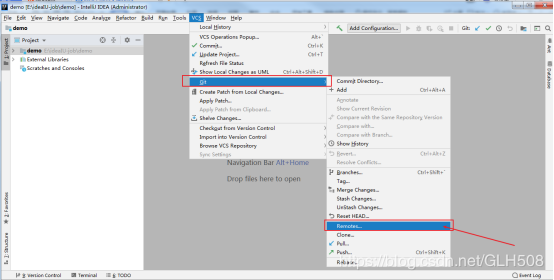 demo [E:\ideaIU-job\demo] - IntelliJ IDEA (Administrator)
File Edit View Navigate Code Analyze Refactor Build Run Tools VCS Window Help
demo
Add Configuration...
Git:
Project
demo E:\ideaIU-job\demo
External Libraries
Scratches and Consoles
1: Project
2: Favorites
Z: Structure
Ant
Database
Local History
VCS Operations Popup... Alt+`
Commit... Ctrl+K
Update Project... Ctrl+T
Refresh File Status
Show Local Changes as UML Ctrl+Alt+Shift+D
Git
Create Patch from Local Changes...
Apply Patch...
Apply Patch from Clipboard...
Shelve Changes...
Checkout from Version Control
Import into Version Control
Browse VCS Repository
Sync Settings
Commit Directory...
Add Ctrl+Alt+A
Annotate
Show Current Revision
Compare with the Same Repository Version
Compare with...
Compare with Branch...
Show History
Revert... Ctrl+Alt+Z
Resolve Conflicts...
Branches... Ctrl+Shift+`
Tag...
Merge Changes...
Stash Changes...
UnStash Changes...
Reset HEAD...
Remotes...
Clone...
Pull...
Push... Ctrl+Shift+K
Navigation Bar Alt+Home
Drop files here to open
9: Version Control
Terminal
6: TODO
Event Log
https://blog.csdn.net/GLH508